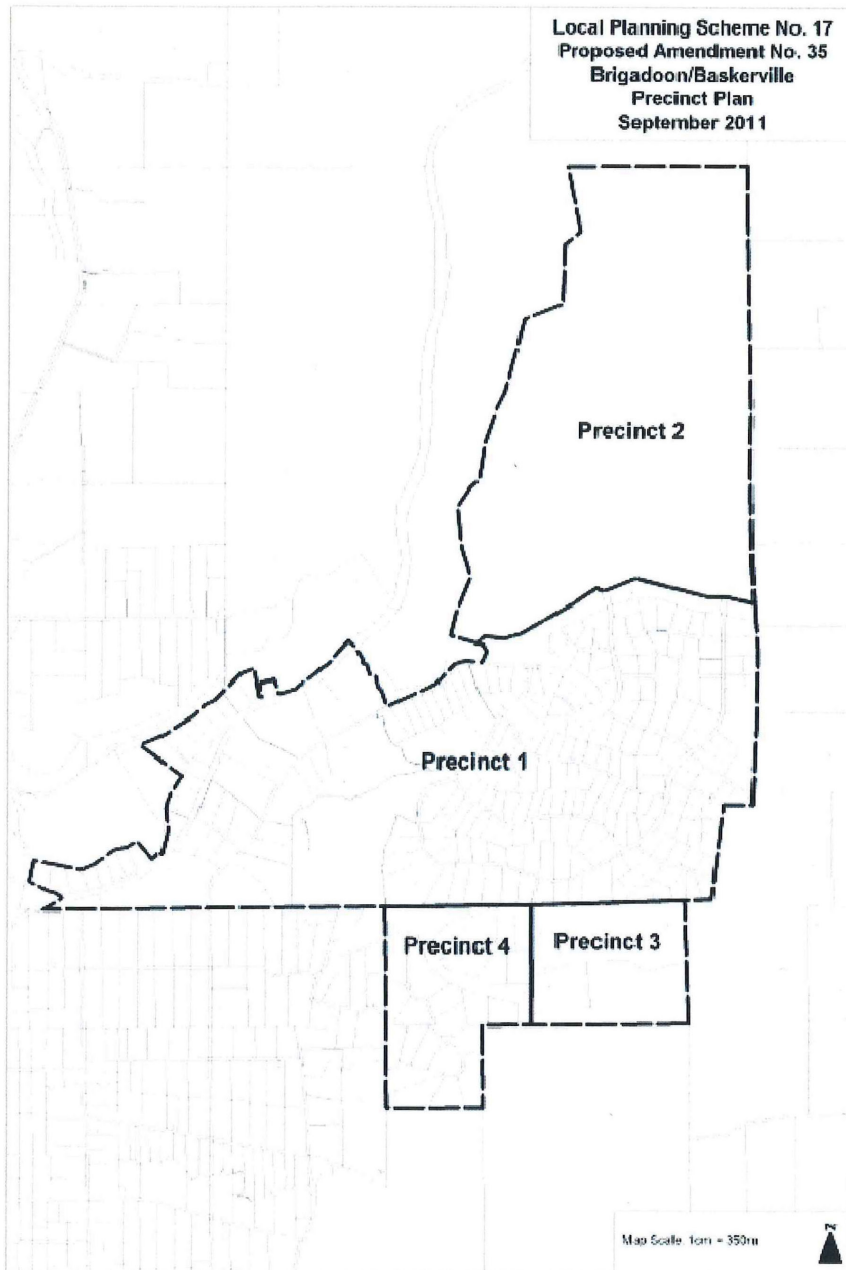 Local Planning Scheme No. 17
Proposed Amendment No. 35
Brigadoon/Baskerville
Precinct Plan
September 2011
Precinct 2
Precinct 1
Precinct 4
Precinct 3
Map Scale 1cm = 350m
N